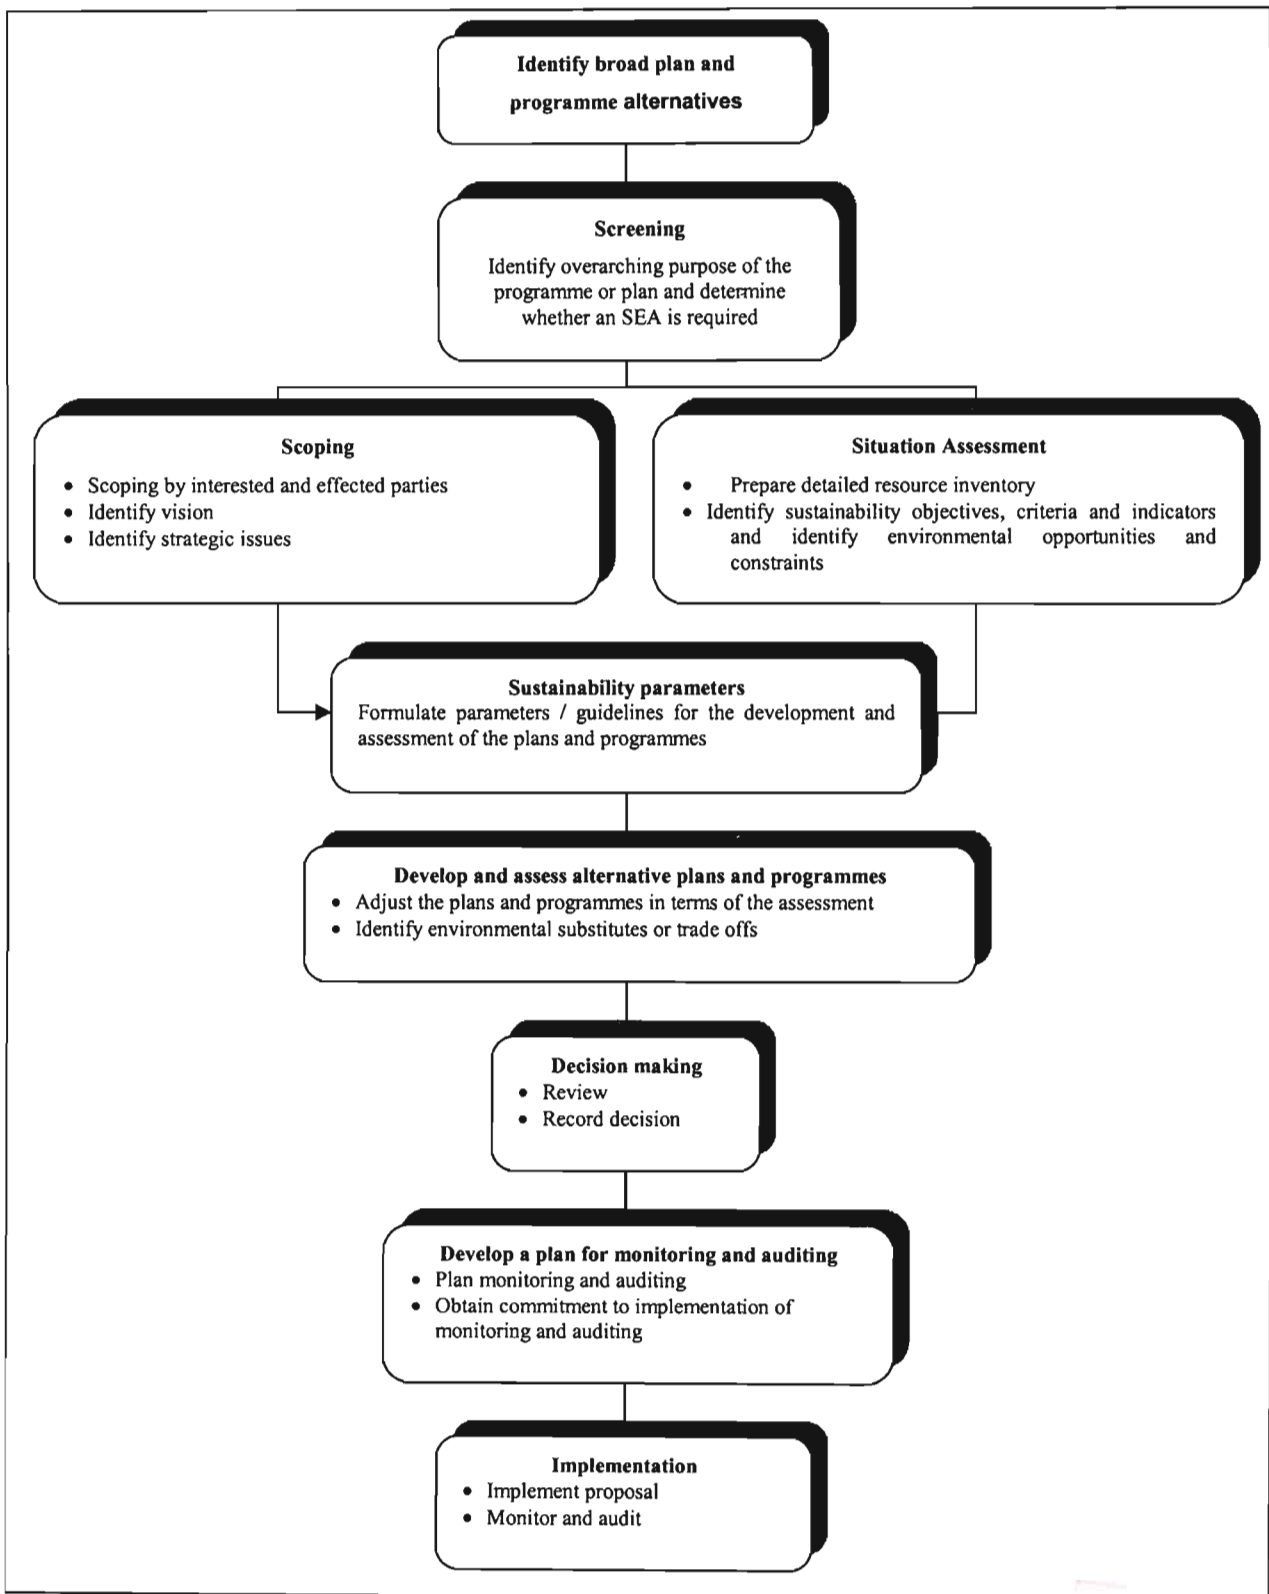 Identify broad plan and
programme alternatives
Screening
Identify overarching purpose of the
programme or plan and determine
whether an SEA is required
Scoping
• Scoping by interested and effected parties
• Identify vision
• Identify strategic issues
Situation Assessment
• Prepare detailed resource inventory
• Identify sustainability objectives, criteria and indicators
and identify environmental opportunities and
constraints
Sustainability parameters
Formulate parameters / guidelines for the development and
assessment of the plans and programmes
Develop and assess alternative plans and programmes
• Adjust the plans and programmes in terms of the assessment
• Identify environmental substitutes or trade offs
Decision making
• Review
• Record decision
Develop a plan for monitoring and auditing
• Plan monitoring and auditing
• Obtain commitment to implementation of
monitoring and auditing
Implementation
• Implement proposal
• Monitor and audit